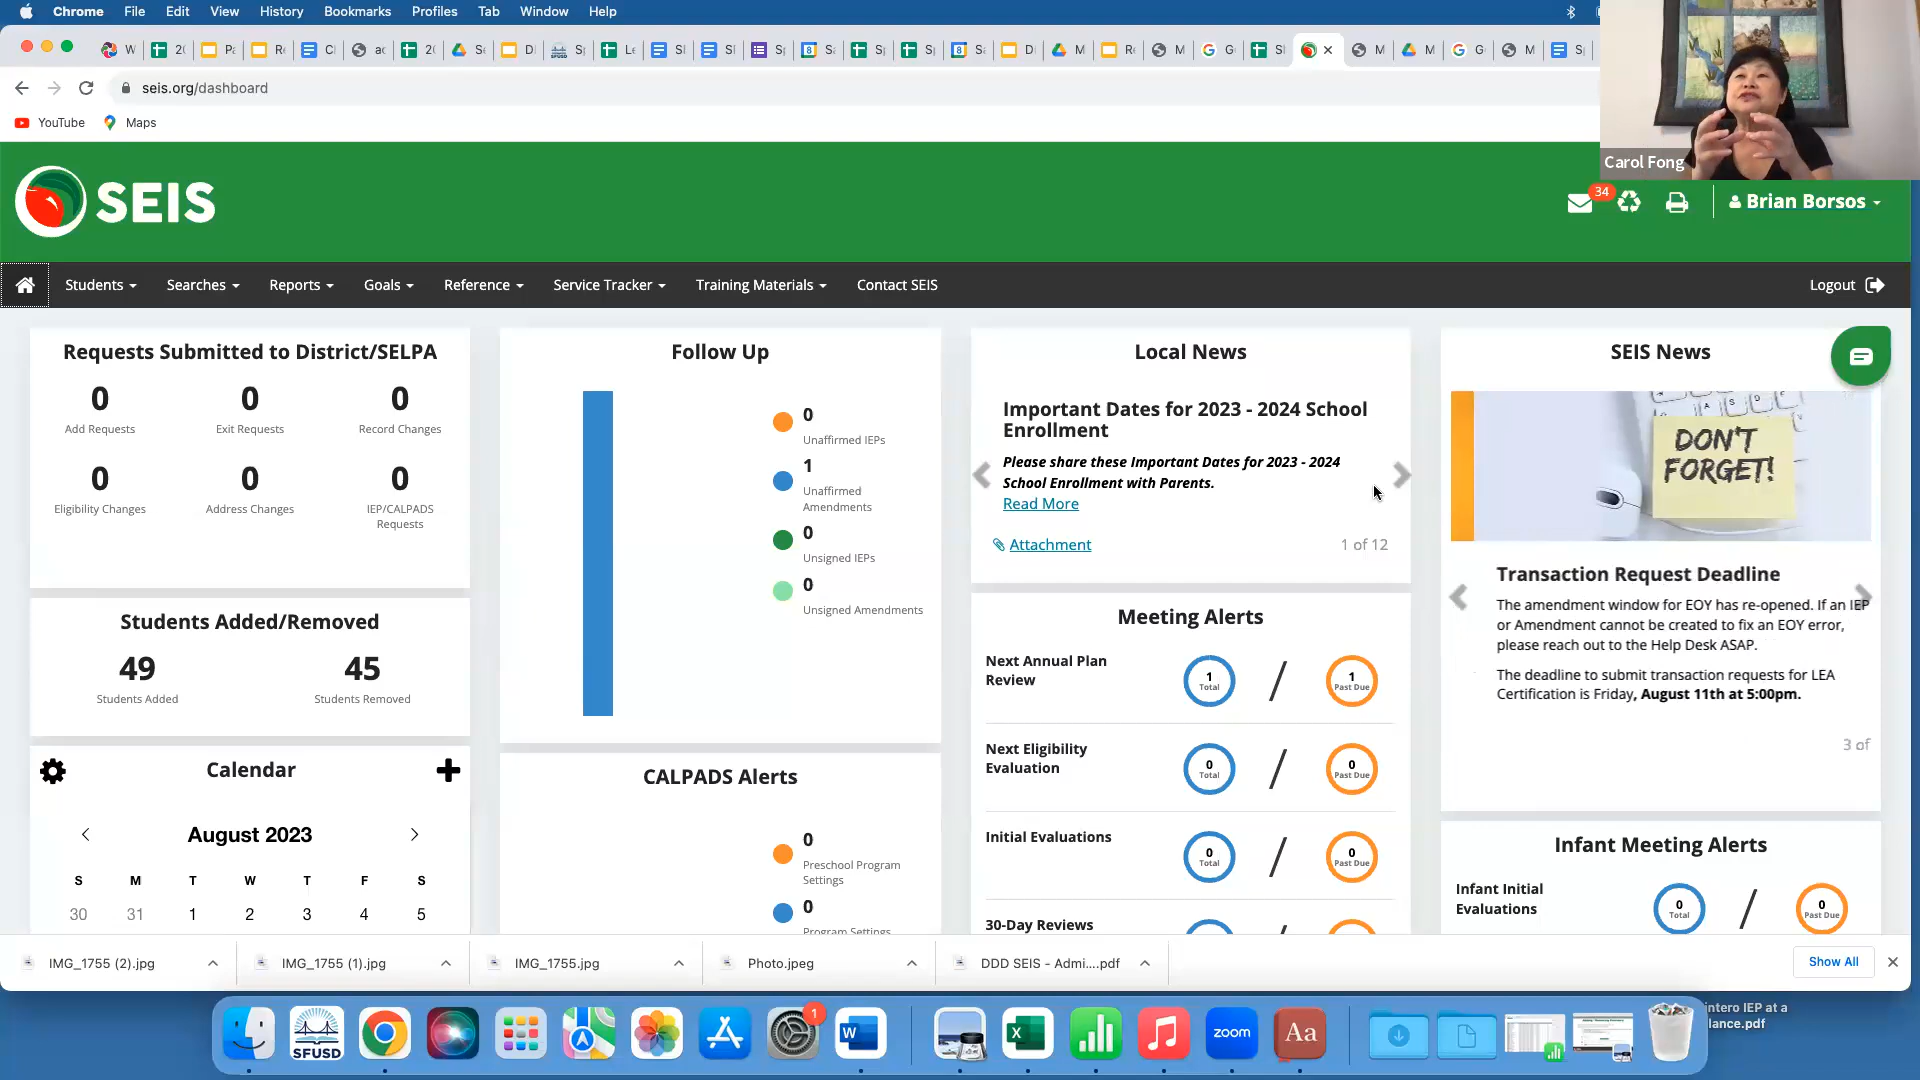 Chrome File Edit View History Bookmarks Profiles Tab Window Help
seis.org/dashboard
YouTube Maps
Carol Fong
SEIS
34
Brian Borsos
Students Searches Reports Goals Reference Service Tracker Training Materials Contact SEIS Logout
Requests Submitted to District/SELPA
0 0 0
Add Requests Exit Requests Record Changes
0 0 0
Eligibility Changes Address Changes IEP/CALPADS
Requests
Students Added/Removed
49 45
Students Added Students Removed
Calendar
August 2023
S M T W T F S
30 31 1 2 3 4 5
Follow Up
0
Unaffirmed IEPs
1
Unaffirmed
Amendments
0
Unsigned IEPs
0
Unsigned Amendments
CALPADS Alerts
0
Preschool Program
Settings
0
Program Settings
Local News
Important Dates for 2023 - 2024 School
Enrollment
Please share these Important Dates for 2023 - 2024
School Enrollment with Parents.
Read More
Attachment 1 of 12
Meeting Alerts
Next Annual Plan
Review
1 Total / 1 Past Due
Next Eligibility
Evaluation
0 Total / 0 Past Due
Initial Evaluations
0 Total / 0 Past Due
30-Day Reviews
SEIS News
DON'T
FORGET!
Transaction Request Deadline
The amendment window for EOY has re-opened. If an IEP
or Amendment cannot be created to fix an EOY error,
please reach out to the Help Desk ASAP.
The deadline to submit transaction requests for LEA
Certification is Friday, August 11th at 5:00pm.
3 of
Infant Meeting Alerts
Infant Initial
Evaluations
0 Total / 0 Past Due
IMG_1755 (2).jpg IMG_1755 (1).jpg IMG_1755.jpg Photo.jpeg DDD SEIS - Admi....pdf Show All
SFUSD
1
W
X
zoom
Aa
intero IEP at a
lance.pdf